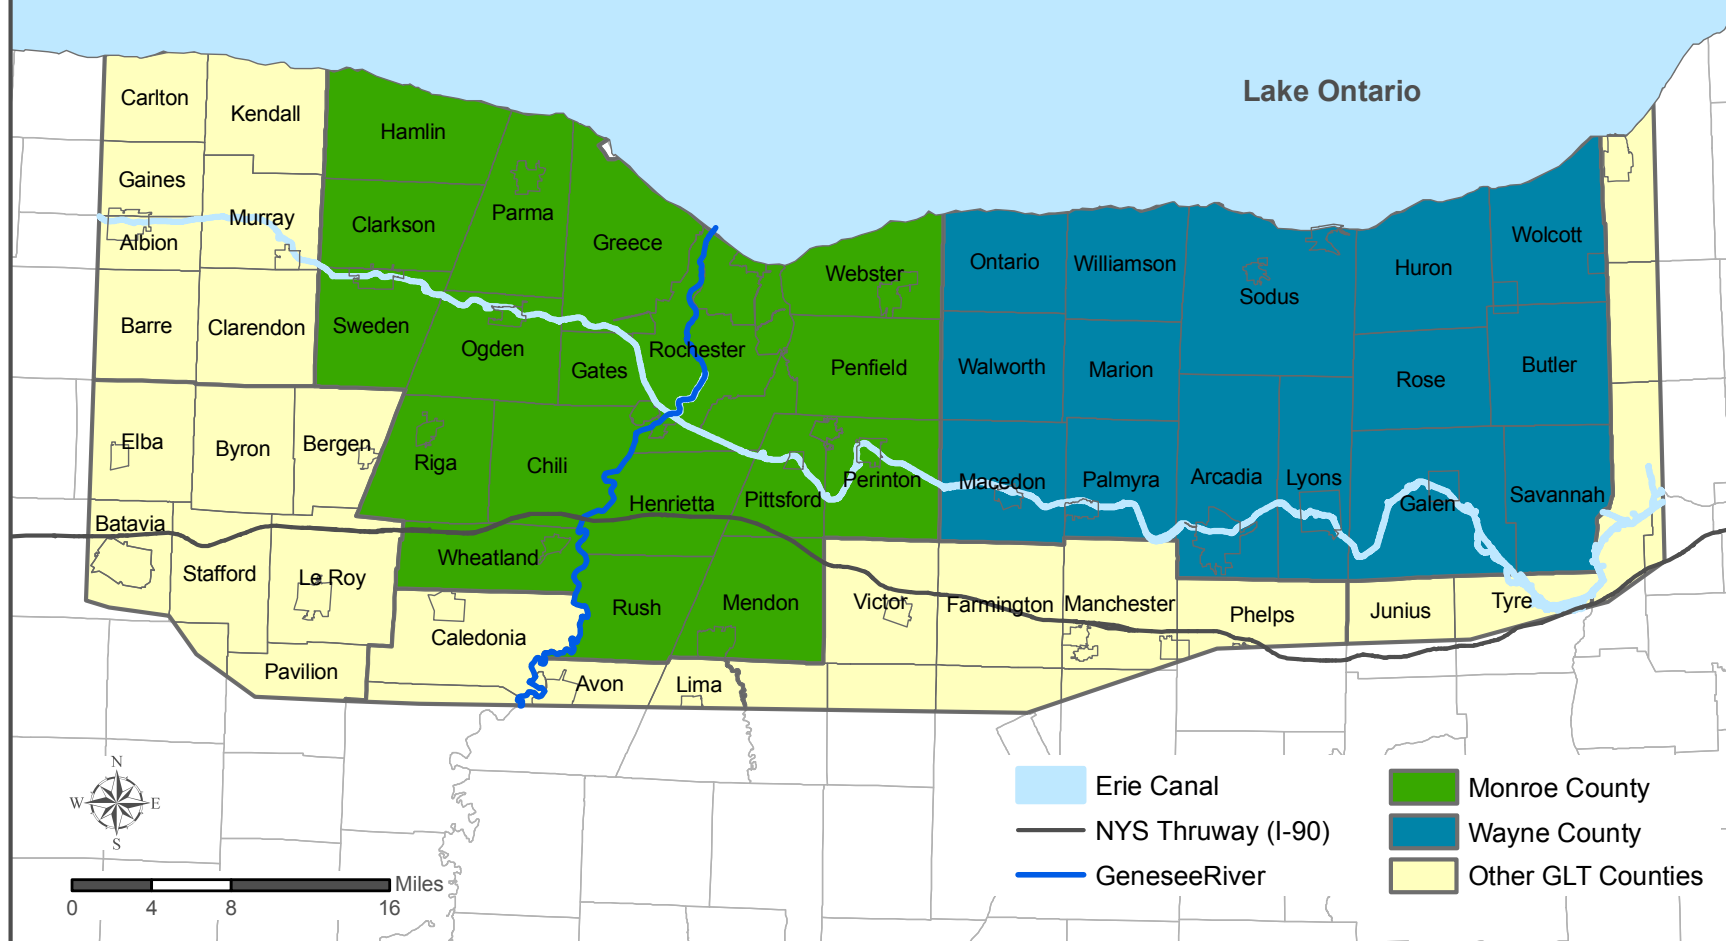 Lake Ontario
Carlton
Kendall
Hamlin
Gaines
Murray
Clarkson
Parma
Greece
Albion
Webster
Ontario
Williamson
Sodus
Huron
Wolcott
Barre
Clarendon
Sweden
Ogden
Gates
Rochester
Penfield
Walworth
Marion
Rose
Butler
Elba
Byron
Bergen
Riga
Chili
Henrietta
Pittsford
Perinton
Macedon
Palmyra
Arcadia
Lyons
Galen
Savannah
Batavia
Stafford
Le Roy
Wheatland
Rush
Mendon
Victor
Farmington
Manchester
Phelps
Junius
Tyre
Caledonia
Pavilion
Avon
Lima
N
W E
S
Miles
0 4 8 16
Erie Canal
NYS Thruway (I-90)
GeneseeRiver
Monroe County
Wayne County
Other GLT Counties